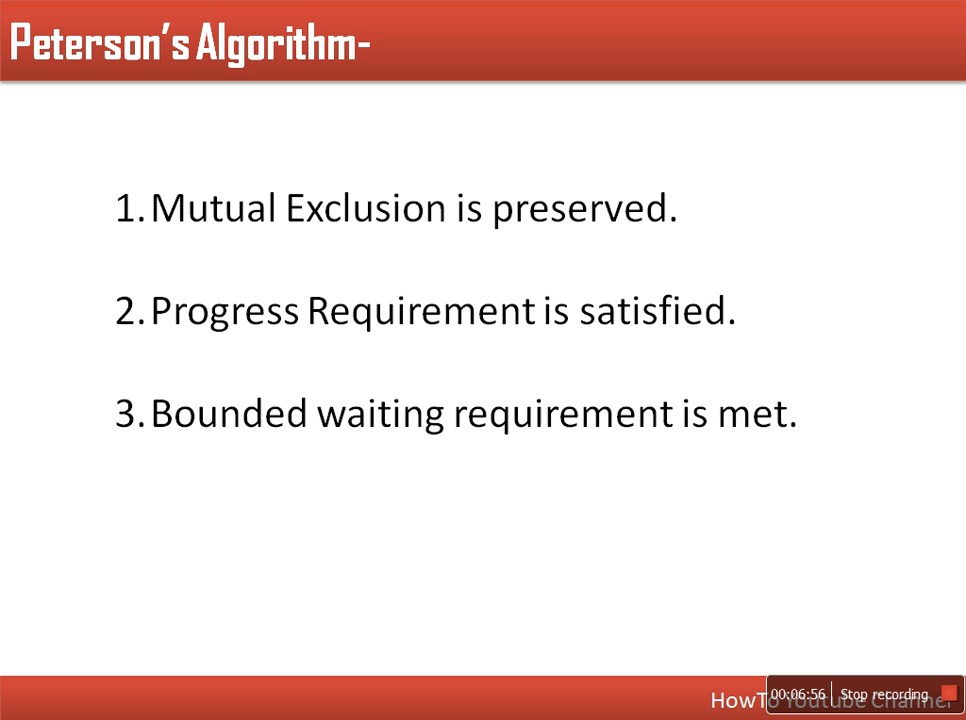 Peterson's Algorithm-
1. Mutual Exclusion is preserved.
2. Progress Requirement is satisfied.
3. Bounded waiting requirement is met.
HowTo Youtube Channel
00:06:56 Stop recording